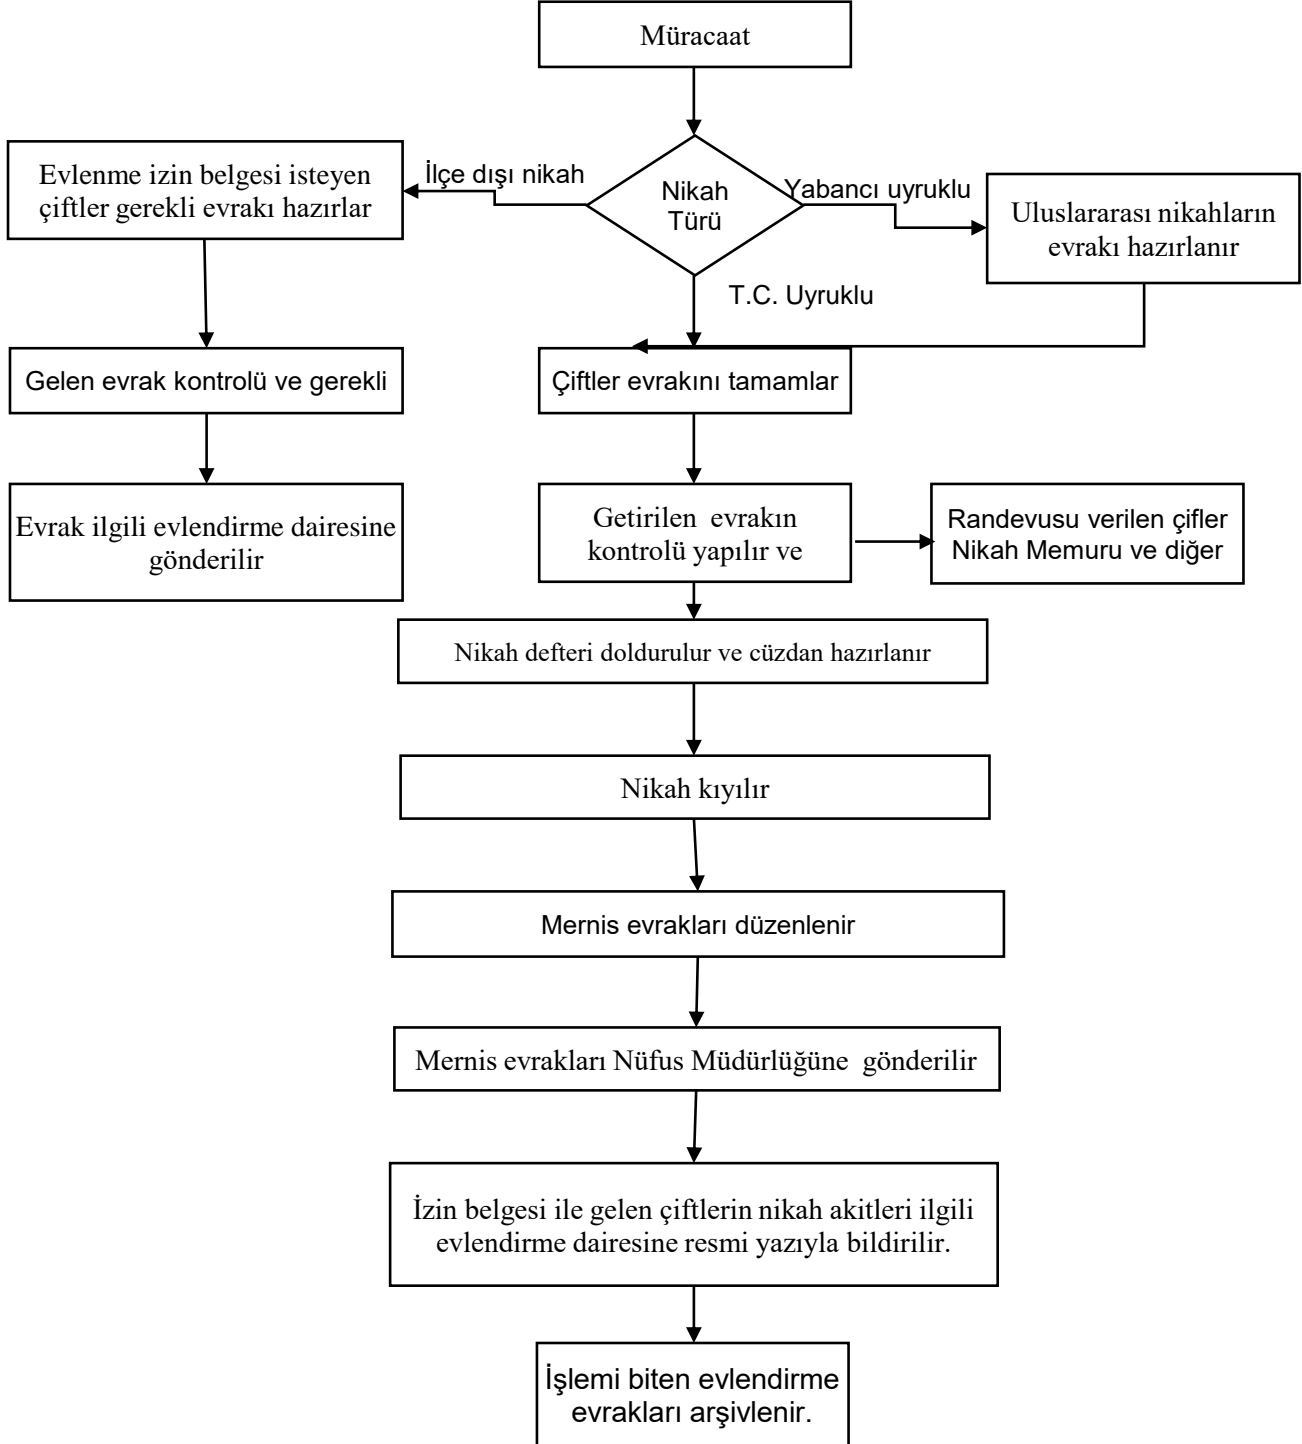 Müracaat
İlçe dışı nikah
Nikah
Türü
Yabancı uyruklu
Evlenme izin belgesi isteyen
çiftler gerekli evrakı hazırlar
Uluslararası nikahların
evrakı hazırlanır
T.C. Uyruklu
Gelen evrak kontrolü ve gerekli
Çiftler evrakını tamamlar
Evrak ilgili evlendirme dairesine
gönderilir
Getirilen evrakın
kontrolü yapılır ve
Randevusu verilen çifler
Nikah Memuru ve diğer
Nikah defteri doldurulur ve cüzdan hazırlanır
Nikah kıyılır
Mernis evrakları düzenlenir
Mernis evrakları Nüfus Müdürlüğüne gönderilir
İzin belgesi ile gelen çiftlerin nikah akitleri ilgili
evlendirme dairesine resmi yazıyla bildirilir.
İşlemi biten evlendirme
evrakları arşivlenir.